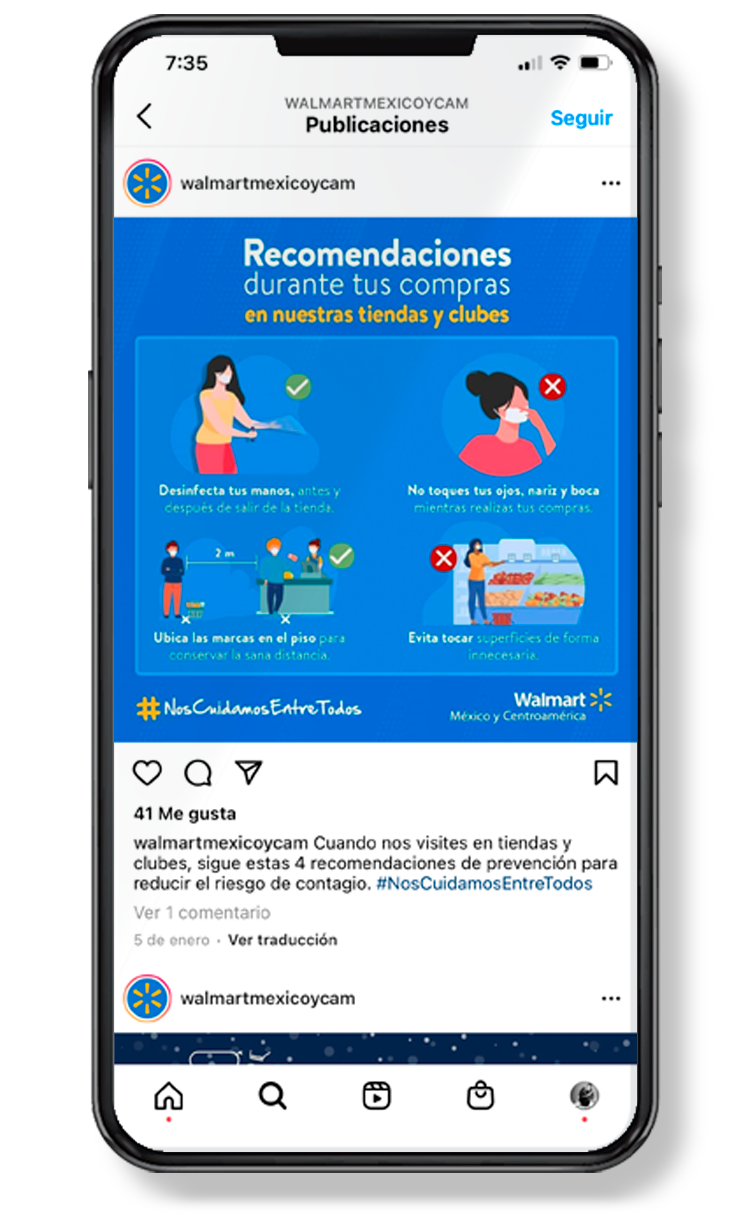 7:35
WALMARTMEXICOYCAM
Publicaciones
Seguir
walmartmexicoycam
Recomendaciones
durante tus compras
en nuestras tiendas y clubes
Desinfecta tus manos, antes y
después de salir de la tienda.
No toques tus ojos, nariz y boca
mientras realizas tus compras.
2 m
Ubica las marcas en el piso para
conservar la sana distancia.
Evita tocar superficies de forma
innecesaria.
#NosCuidamosEntreTodos
Walmart
México y Centroamérica
41 Me gusta
walmartmexicoycam Cuando nos visites en tiendas y
clubes, sigue estas 4 recomendaciones de prevención para
reducir el riesgo de contagio. #NosCuidamosEntreTodos
Ver 1 comentario
5 de enero · Ver traducción
walmartmexicoycam